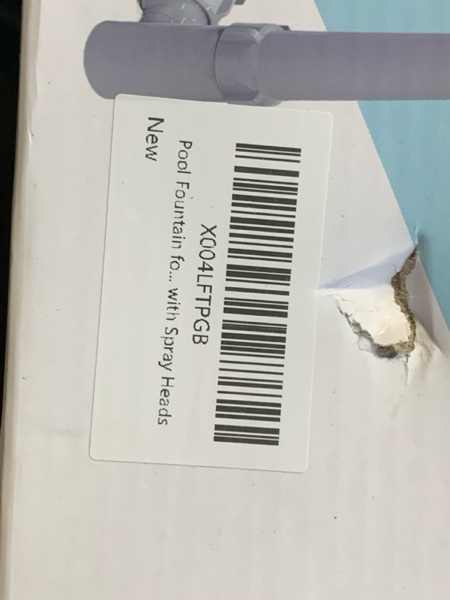 X004LFTPGB
Pool Fountain fo... with Spray Heads
New